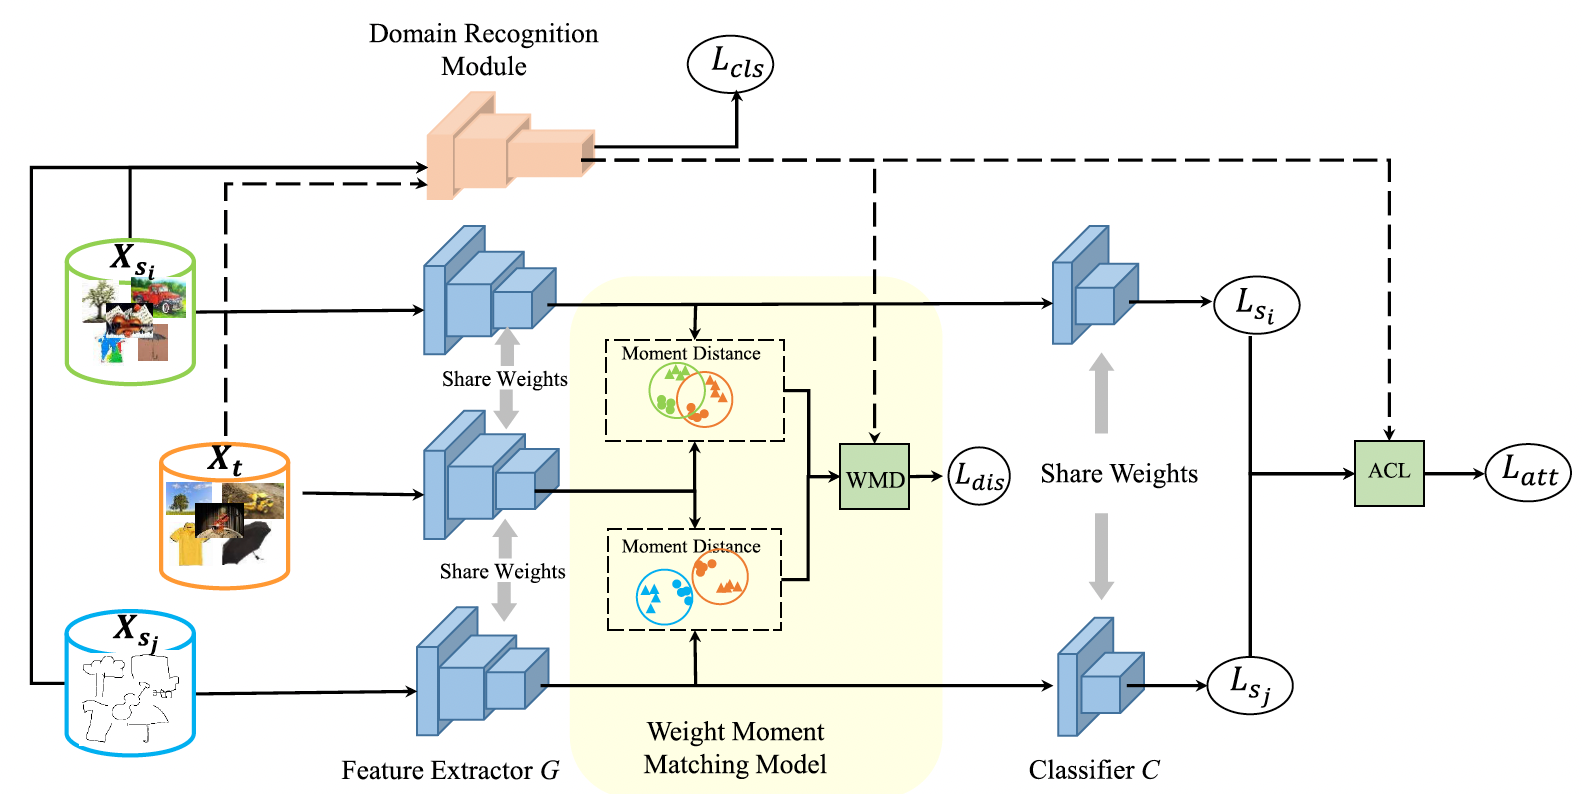 Domain Recognition
Module
L_{cls}
X_{s_i}
Share Weights
Moment Distance
L_{s_i}
X_t
WMD
L_{dis}
Share Weights
ACL
L_{att}
Moment Distance
Share Weights
X_{s_j}
L_{s_j}
Weight Moment
Matching Model
Feature Extractor G
Classifier C